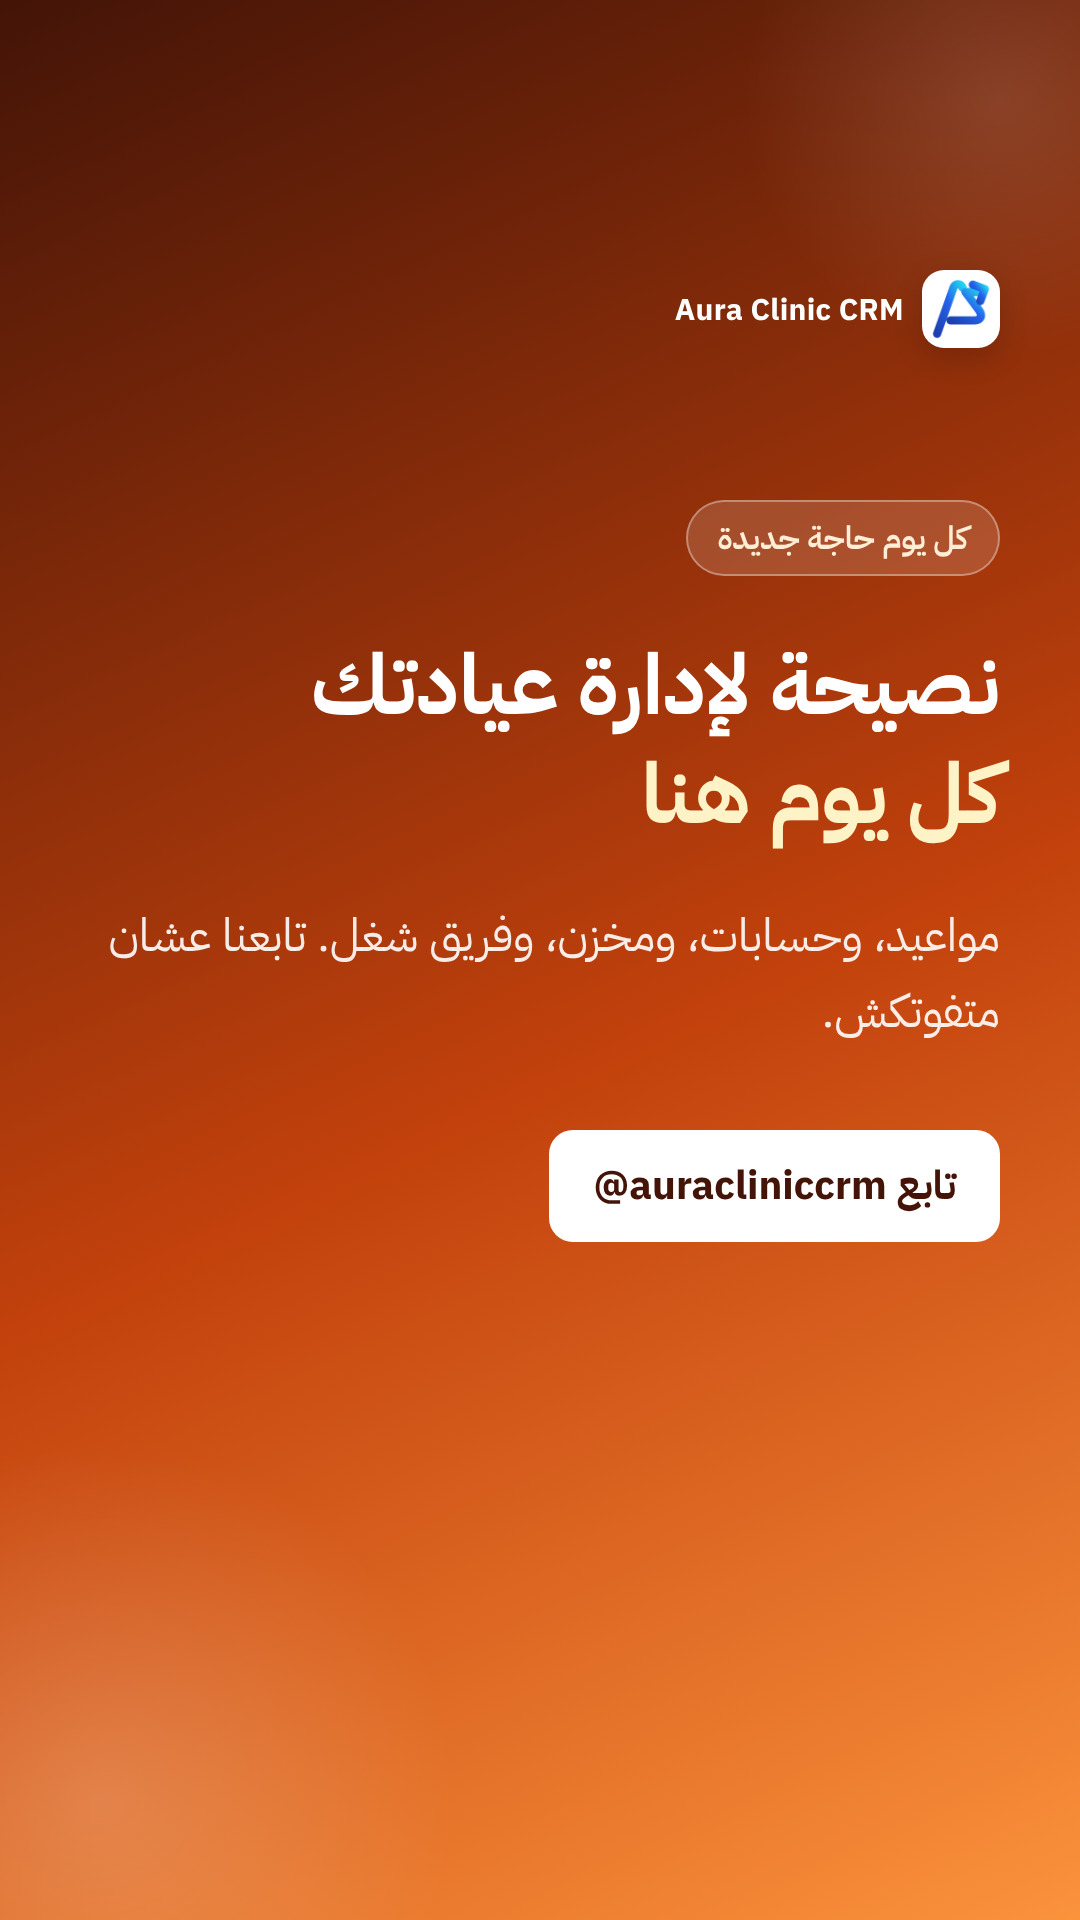 Aura Clinic CRM
كل يوم حاجة جديدة
نصيحة لإدارة عيادتك
كل يوم هنا
مواعيد، وحسابات، ومخزن، وفريق شغل. تابعنا عشان
متفوتكش.
تابع @auracliniccrm